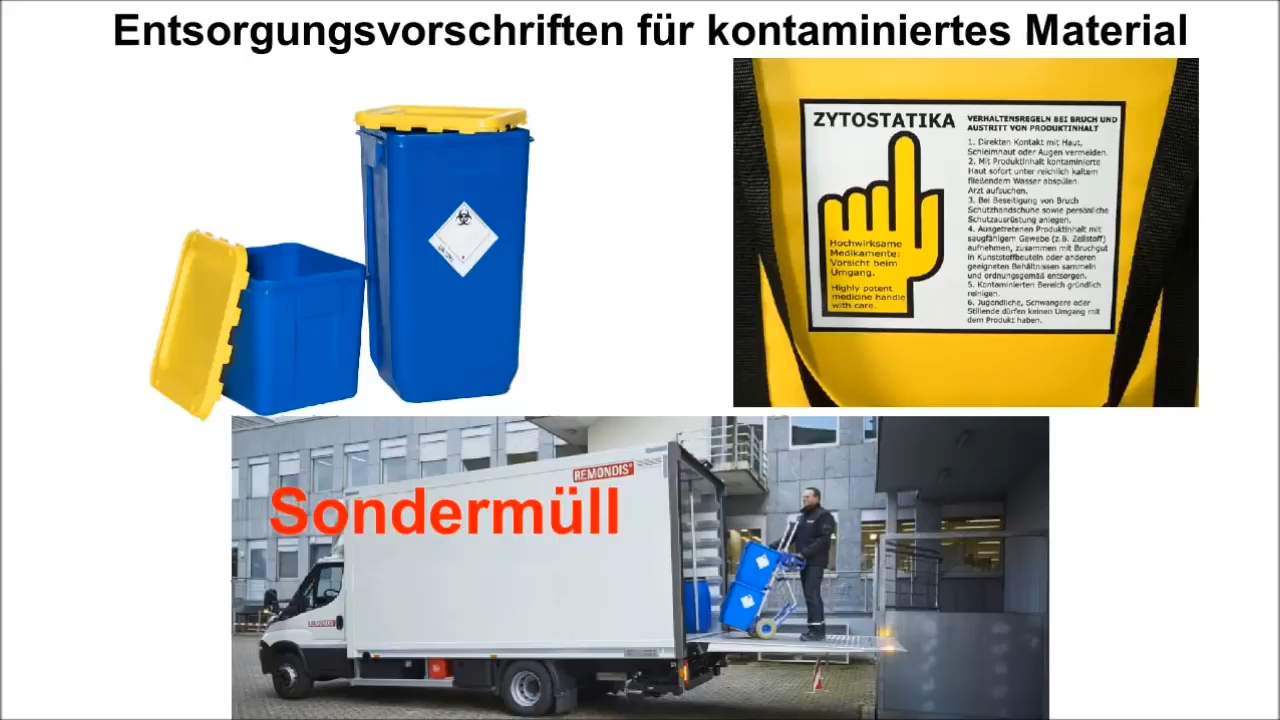 Entsorgungsvorschriften für kontaminiertes Material
ZYTOSTATIKA
Hochwirksame
Medikamente:
Vorsicht beim
Umgang.
Highly potent
medicine handle
with care.
VERHALTENSREGELN BEI BRUCH UND
AUSTRITT VON PRODUKTINHALT
1. Direkten Kontakt mit Haut,
Schleimhaut oder Augen vermeiden.
2. Mit Produktinhalt kontaminierte
Haut sofort unter reichlich kaltem
fließendem Wasser abspülen.
Arzt aufsuchen.
3. Bei Beseitigung von Bruch
Schutzhandschuhe sowie persönliche
Schutzausrüstung anlegen.
4. Ausgetretenen Produktinhalt mit
saugfähigem Gewebe (z.B. Zellstoff)
aufnehmen, zusammen mit Bruchgut
in Kunststoffbeuteln oder anderen
geeigneten Behältnissen sammeln
und ordnungsgemäß entsorgen.
5. Kontaminierten Bereich gründlich
reinigen.
6. Jugendliche, Schwangere oder
Stillende dürfen keinen Umgang mit
dem Produkt haben.
REMONDIS
Sondermüll
REMONDIS